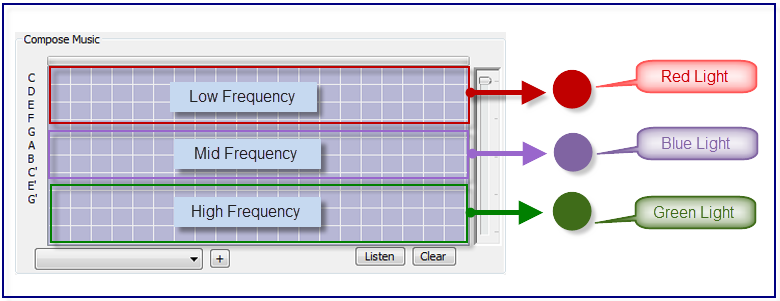 Compose Music
C
D
E
F
G
A
B
C'
E'
G'
Low Frequency
Mid Frequency
High Frequency
Red Light
Blue Light
Green Light
+
Listen
Clear